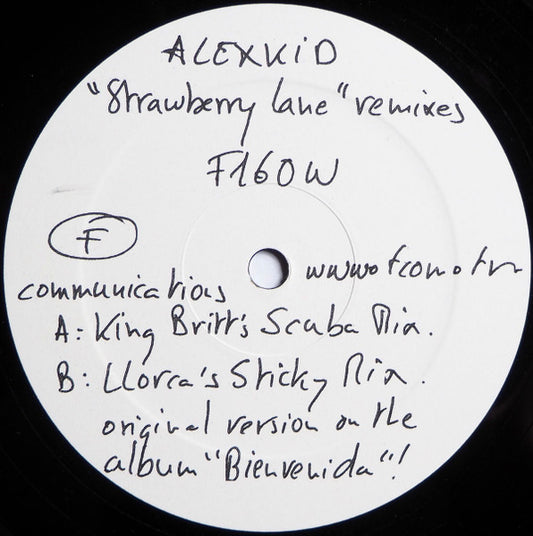 ALEXKID
"Strawberry Lane" remixes
F160W
F
communications
www.fcom.fr
A: King Britt's Scuba Mix.
B: Llorca's Sticky Mix.
original version on the
album "Bienvenida"!